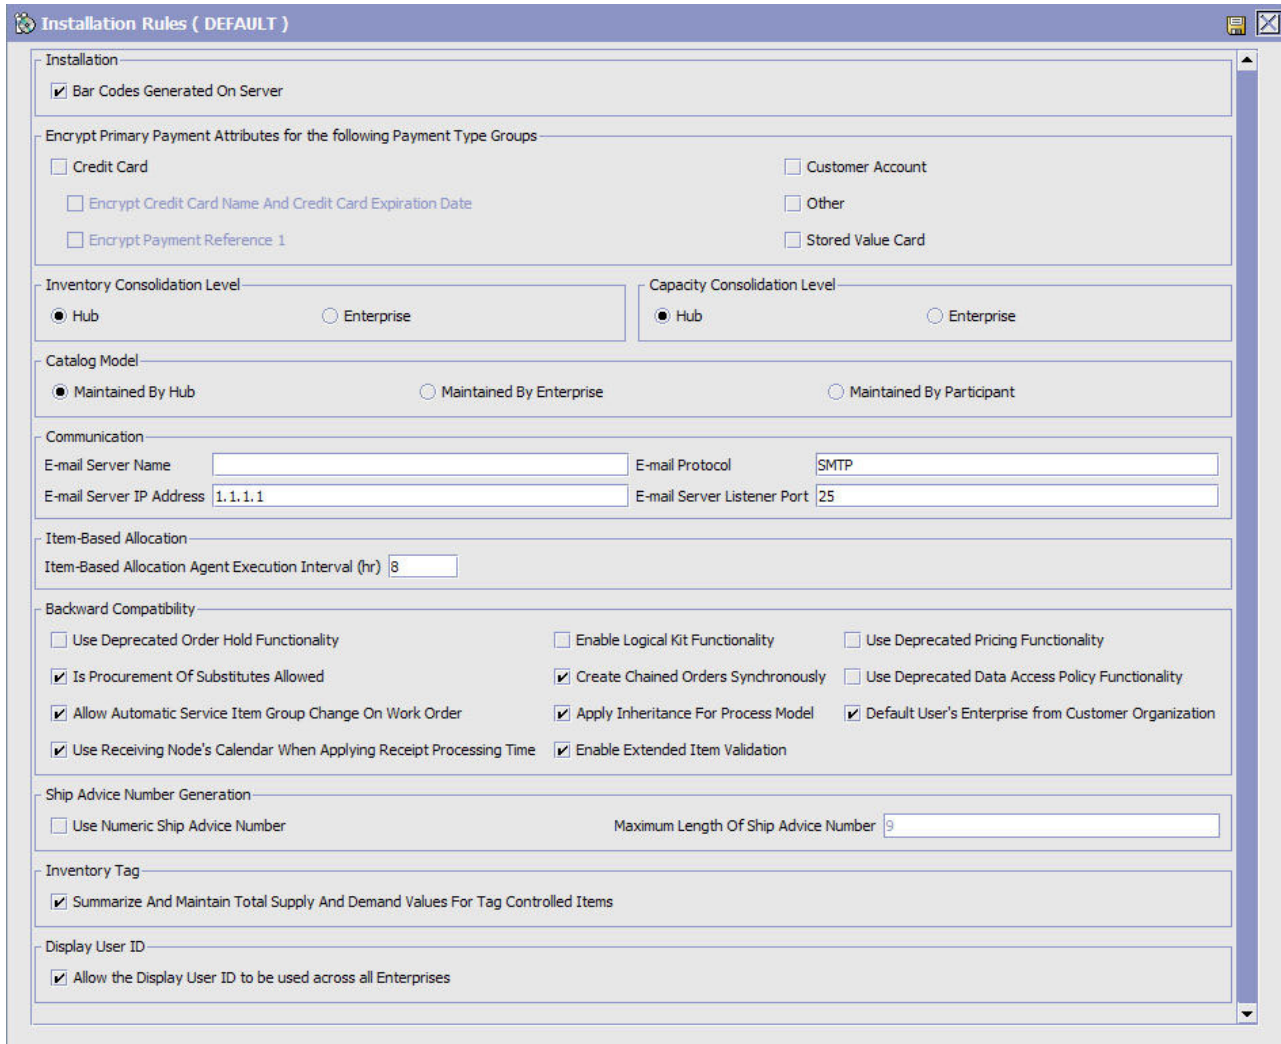 Installation Rules ( DEFAULT )
Installation
Bar Codes Generated On Server
Encrypt Primary Payment Attributes for the following Payment Type Groups
Credit Card
Customer Account
Encrypt Credit Card Name And Credit Card Expiration Date
Other
Encrypt Payment Reference 1
Stored Value Card
Inventory Consolidation Level
Capacity Consolidation Level
Hub
Enterprise
Hub
Enterprise
Catalog Model
Maintained By Hub
Maintained By Enterprise
Maintained By Participant
Communication
E-mail Server Name
E-mail Protocol
SMTP
E-mail Server IP Address
1.1.1.1
E-mail Server Listener Port
25
Item-Based Allocation
Item-Based Allocation Agent Execution Interval (hr)
8
Backward Compatibility
Use Deprecated Order Hold Functionality
Enable Logical Kit Functionality
Use Deprecated Pricing Functionality
Is Procurement Of Substitutes Allowed
Create Chained Orders Synchronously
Use Deprecated Data Access Policy Functionality
Allow Automatic Service Item Group Change On Work Order
Apply Inheritance For Process Model
Default User's Enterprise from Customer Organization
Use Receiving Node's Calendar When Applying Receipt Processing Time
Enable Extended Item Validation
Ship Advice Number Generation
Use Numeric Ship Advice Number
Maximum Length Of Ship Advice Number
9
Inventory Tag
Summarize And Maintain Total Supply And Demand Values For Tag Controlled Items
Display User ID
Allow the Display User ID to be used across all Enterprises